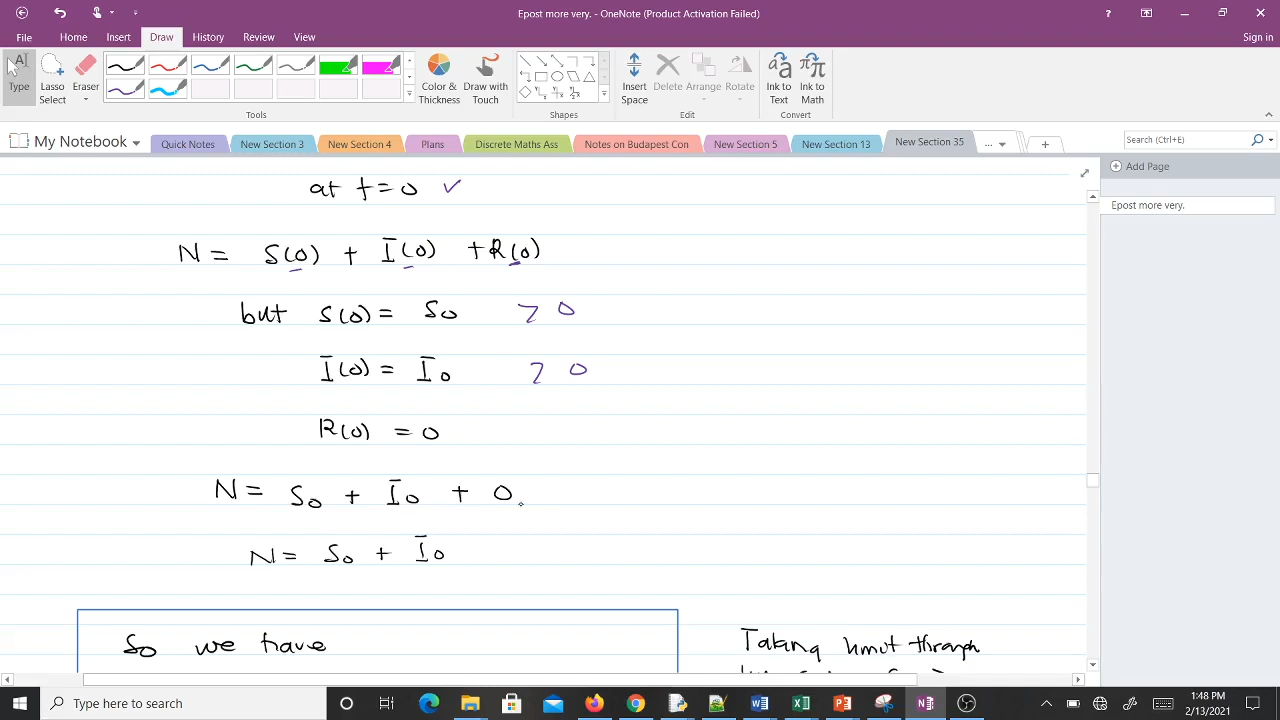 Epost more very. - OneNote (Product Activation Failed)
File Home Insert Draw History Review View
Sign in
Type
Lasso Select
Eraser
Color & Thickness
Draw with Touch
Insert Space
Delete
Arrange
Rotate
Ink to Text
Ink to Math
Tools
Shapes
Edit
Convert
My Notebook
Quick Notes
New Section 3
New Section 4
Plans
Discrete Maths Ass
Notes on Budapest Con
New Section 5
New Section 13
New Section 35
...
Search (Ctrl+E)
Add Page
Epost more very.
at t=0 ✓
N = S(0) + I(0) + R(0)
but S(0) = S0 > 0
I(0) = I0 > 0
R(0) = 0
N = S0 + I0 + 0
N = S0 + I0
So we have
Taking limit through
Type here to search
1:48 PM
2/13/2021